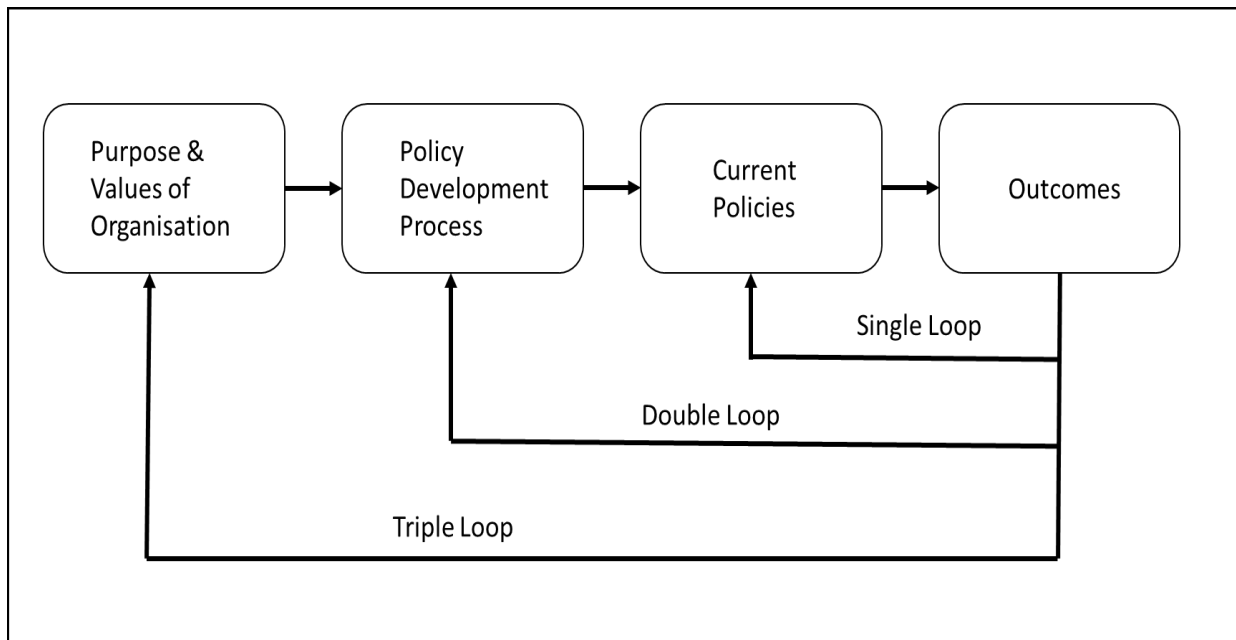 Purpose &
Values of
Organisation
Policy
Development
Process
Current
Policies
Outcomes
Single Loop
Double Loop
Triple Loop